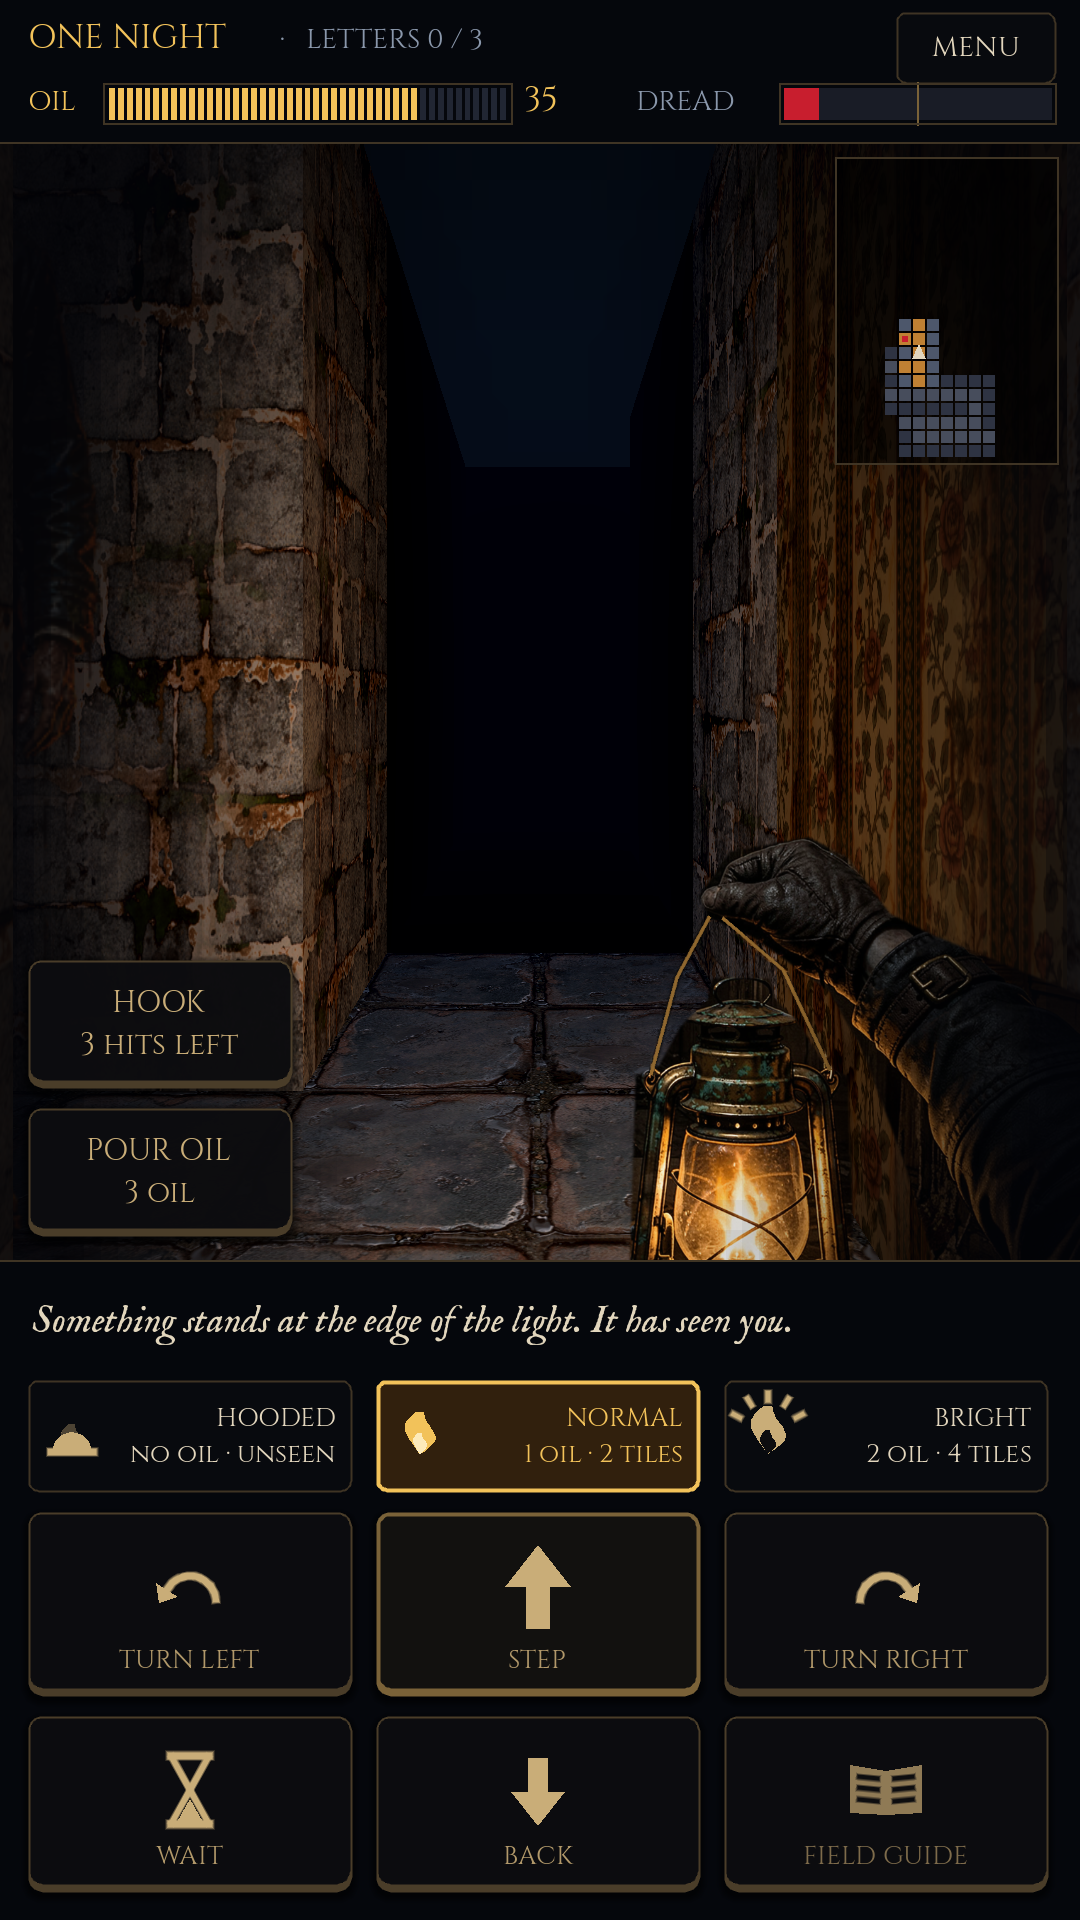 ONE NIGHT · LETTERS 0 / 3
MENU
OIL 35 DREAD
HOOK
3 HITS LEFT
POUR OIL
3 OIL
Something stands at the edge of the light. It has seen you.
HOODED
NO OIL · UNSEEN
NORMAL
1 OIL · 2 TILES
BRIGHT
2 OIL · 4 TILES
TURN LEFT
STEP
TURN RIGHT
WAIT
BACK
FIELD GUIDE